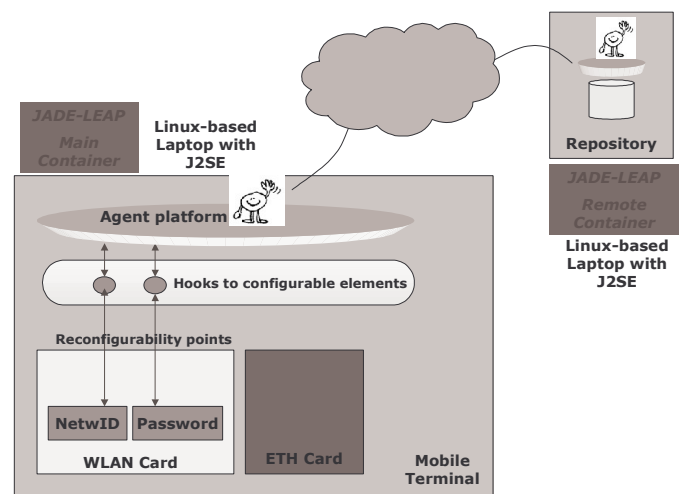 JADE-LEAP
Main
Container
Linux-based
Laptop with
J2SE
Repository
JADE-LEAP
Remote
Container
Linux-based
Laptop with
J2SE
Agent platform
Hooks to configurable elements
Reconfigurability points
NetwID
Password
WLAN Card
ETH Card
Mobile
Terminal